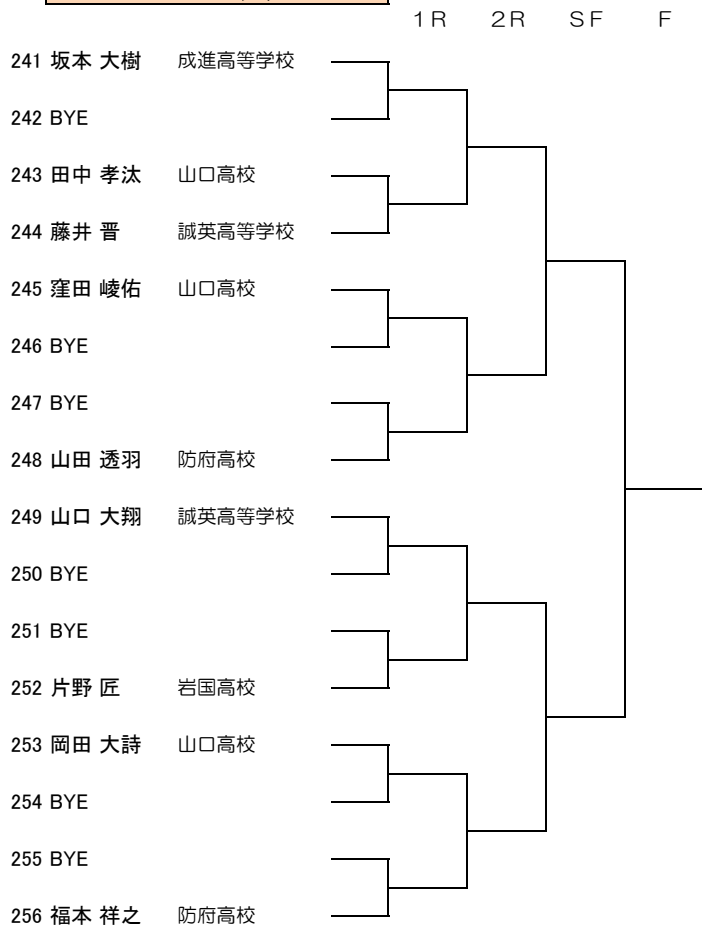 1R 2R SF F
241 坂本 大樹 成進高等学校
242 BYE
243 田中 孝汰 山口高校
244 藤井 晋 誠英高等学校
245 窪田 崚佑 山口高校
246 BYE
247 BYE
248 山田 透羽 防府高校
249 山口 大翔 誠英高等学校
250 BYE
251 BYE
252 片野 匠 岩国高校
253 岡田 大詩 山口高校
254 BYE
255 BYE
256 福本 祥之 防府高校